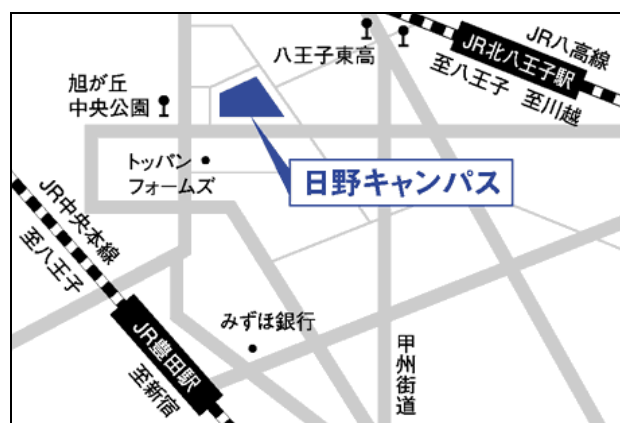 JR八高線
JR北八王子駅
至八王子 至川越
八王子東高
旭が丘
中央公園
トッパン
フォームズ
日野キャンパス
JR中央本線
至八王子
JR豊田駅
至新宿
みずほ銀行
甲州街道